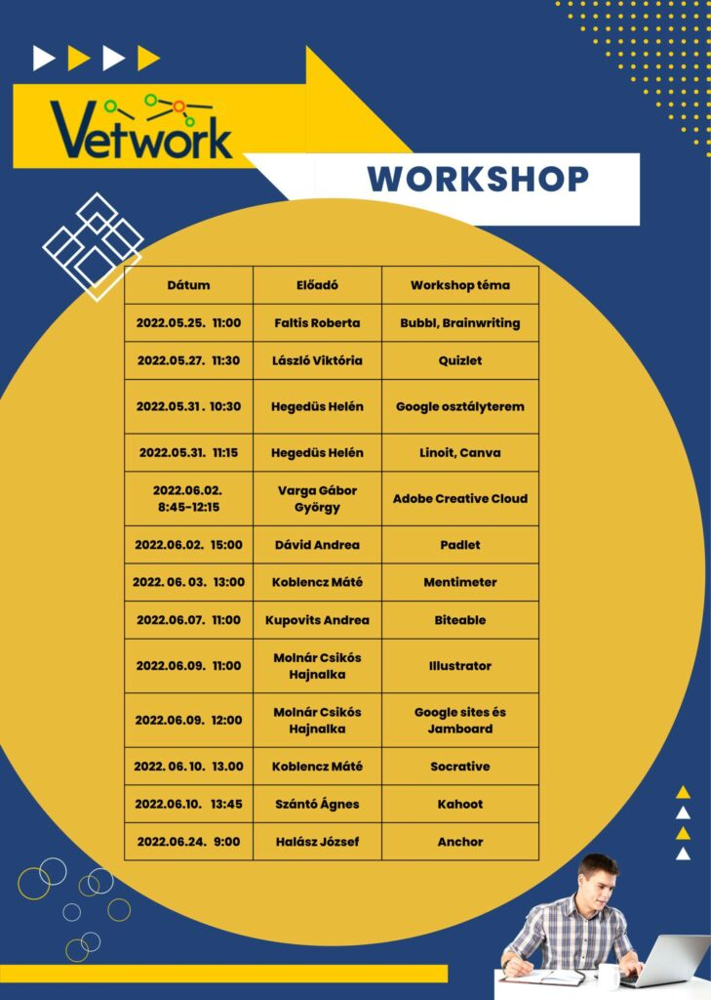 Vetwork
WORKSHOP
Dátum Előadó Workshop téma
2022.05.25. 11:00 Faltis Roberta Bubbl, Brainwriting
2022.05.27. 11:30 László Viktória Quizlet
2022.05.31 . 10:30 Hegedüs Helén Google osztályterem
2022.05.31. 11:15 Hegedüs Helén Linoit, Canva
2022.06.02.
8:45-12:15
Varga Gábor
György
Adobe Creative Cloud
2022.06.02. 15:00 Dávid Andrea Padlet
2022. 06. 03. 13:00 Koblencz Máté Mentimeter
2022.06.07. 11:00 Kupovits Andrea Biteable
2022.06.09. 11:00
Molnár Csikós
Hajnalka
Illustrator
2022.06.09. 12:00
Molnár Csikós
Hajnalka
Google sites és
Jamboard
2022. 06. 10. 13.00 Koblencz Máté Socrative
2022.06.10. 13:45 Szántó Ágnes Kahoot
2022.06.24. 9:00 Halász József Anchor